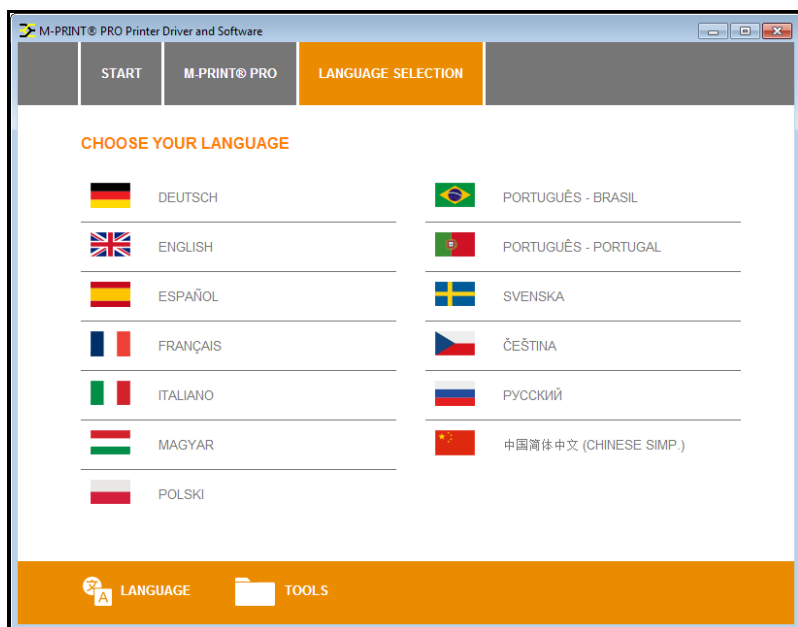 M-PRINT® PRO Printer Driver and Software
START
M-PRINT® PRO
LANGUAGE SELECTION
CHOOSE YOUR LANGUAGE
DEUTSCH
ENGLISH
ESPAÑOL
FRANÇAIS
ITALIANO
MAGYAR
POLSKI
PORTUGUÊS - BRASIL
PORTUGUÊS - PORTUGAL
SVENSKA
ČEŠTINA
РУССКИЙ
中国简体中文 (CHINESE SIMP.)
LANGUAGE
TOOLS